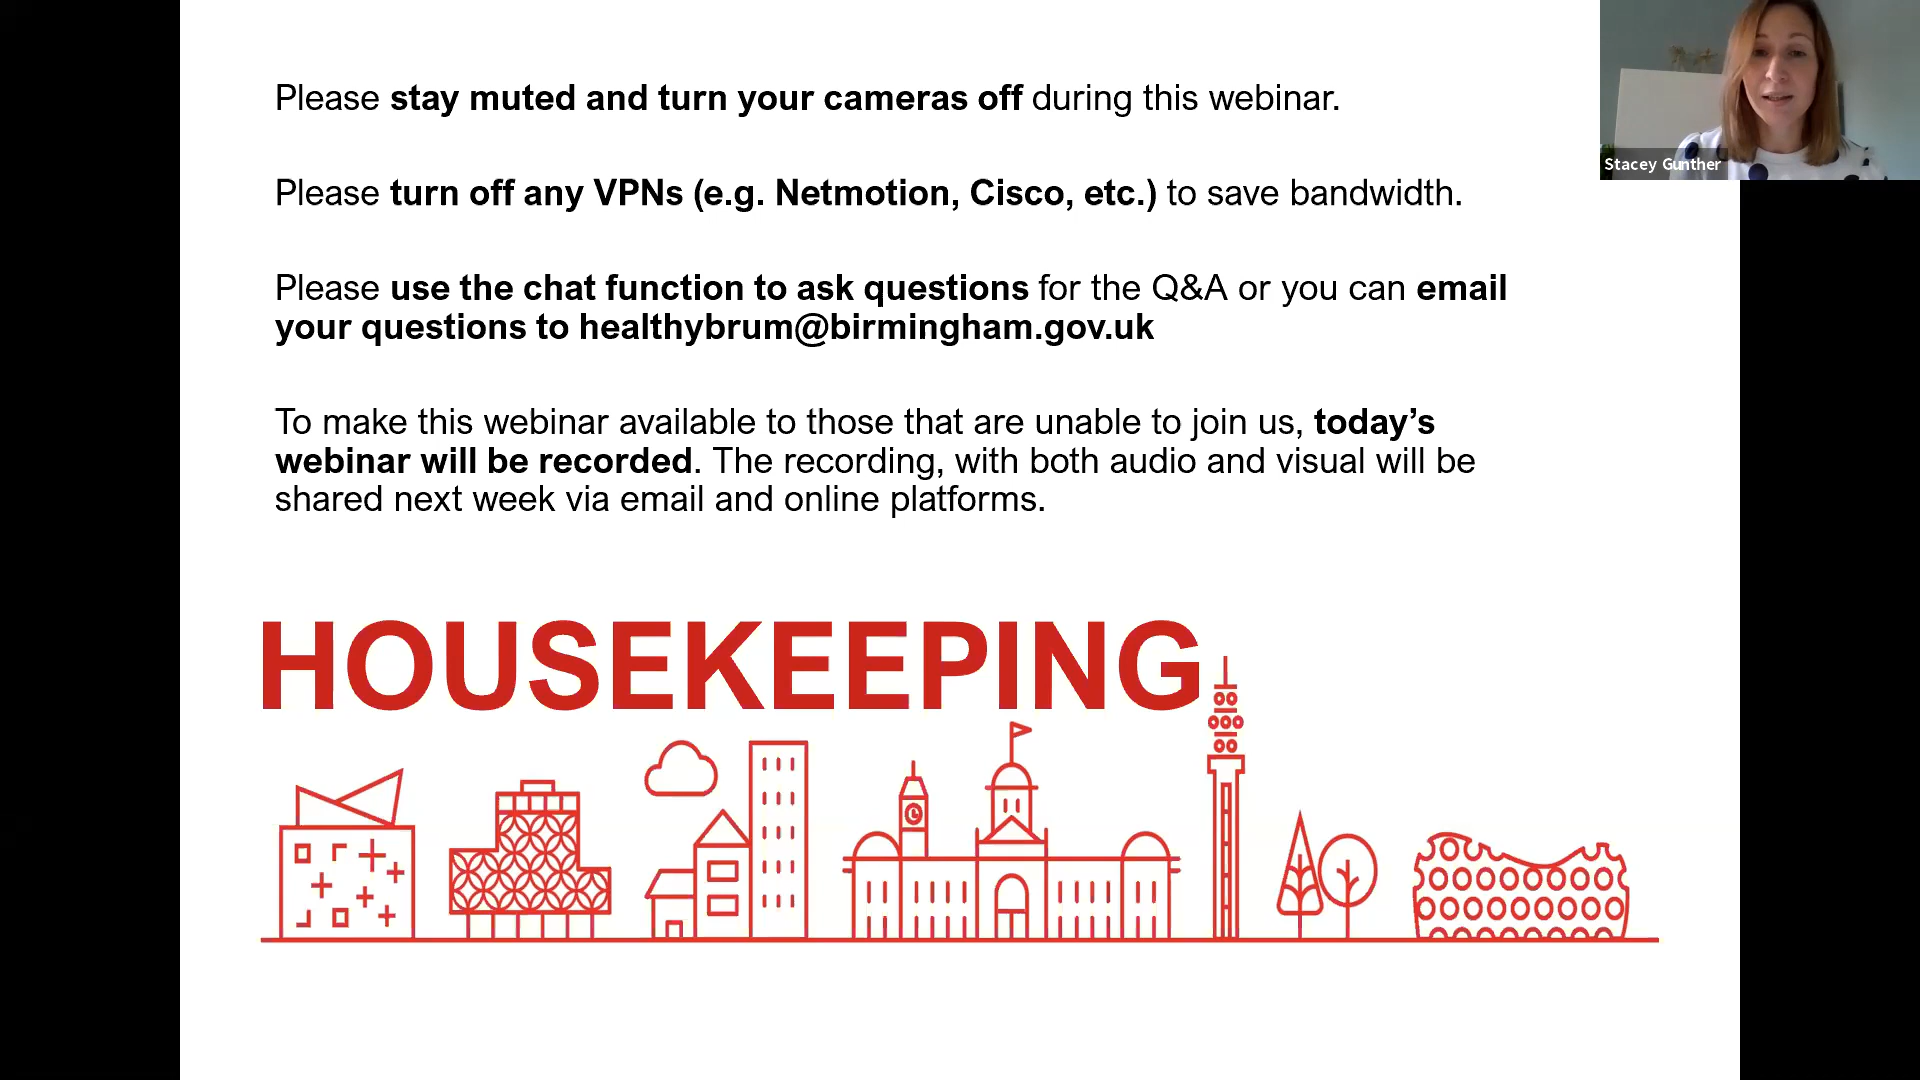 Please stay muted and turn your cameras off during this webinar.
Please turn off any VPNs (e.g. Netmotion, Cisco, etc.) to save bandwidth.
Please use the chat function to ask questions for the Q&A or you can email
your questions to healthybrum@birmingham.gov.uk
To make this webinar available to those that are unable to join us, today’s
webinar will be recorded. The recording, with both audio and visual will be
shared next week via email and online platforms.
HOUSEKEEPING
Stacey Gunther